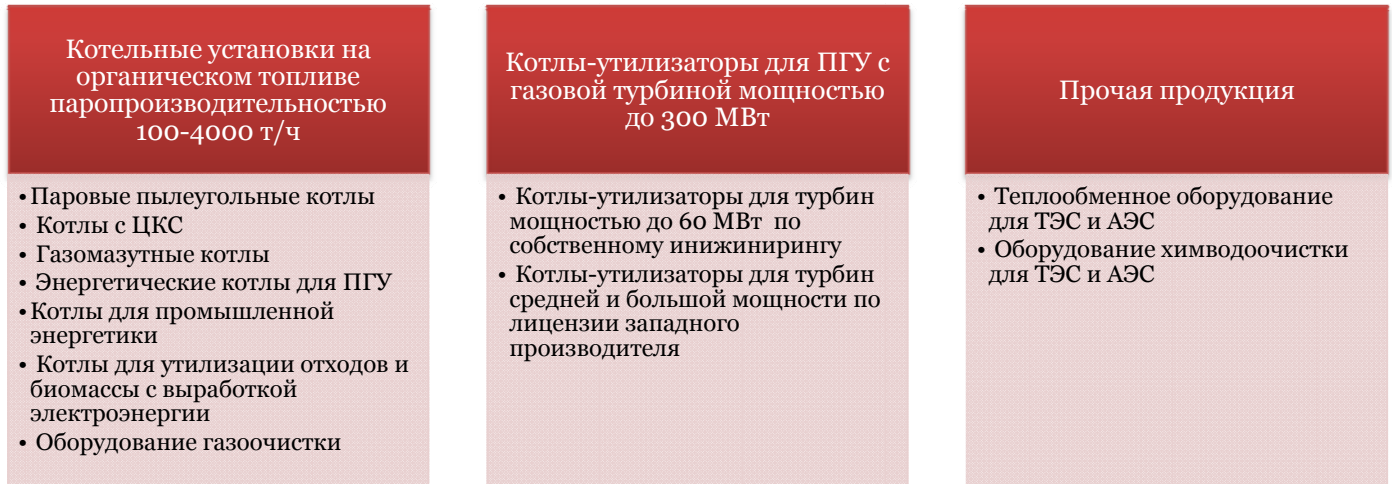 Котельные установки на
органическом топливе
паропроизводительностью
100-4000 т/ч
•Паровые пылеугольные котлы
• Котлы с ЦКС
• Газомазутные котлы
• Энергетические котлы для ПГУ
•Котлы для промышленной
энергетики
• Котлы для утилизации отходов и
биомассы с выработкой
электроэнергии
• Оборудование газоочистки
Котлы-утилизаторы для ПГУ с
газовой турбиной мощностью
до 300 МВт
• Котлы-утилизаторы для турбин
мощностью до 60 МВт по
собственному инижинирингу
• Котлы-утилизаторы для турбин
средней и большой мощности по
лицензии западного
производителя
Прочая продукция
• Теплообменное оборудование
для ТЭС и АЭС
• Оборудование химводоочистки
для ТЭС и АЭС